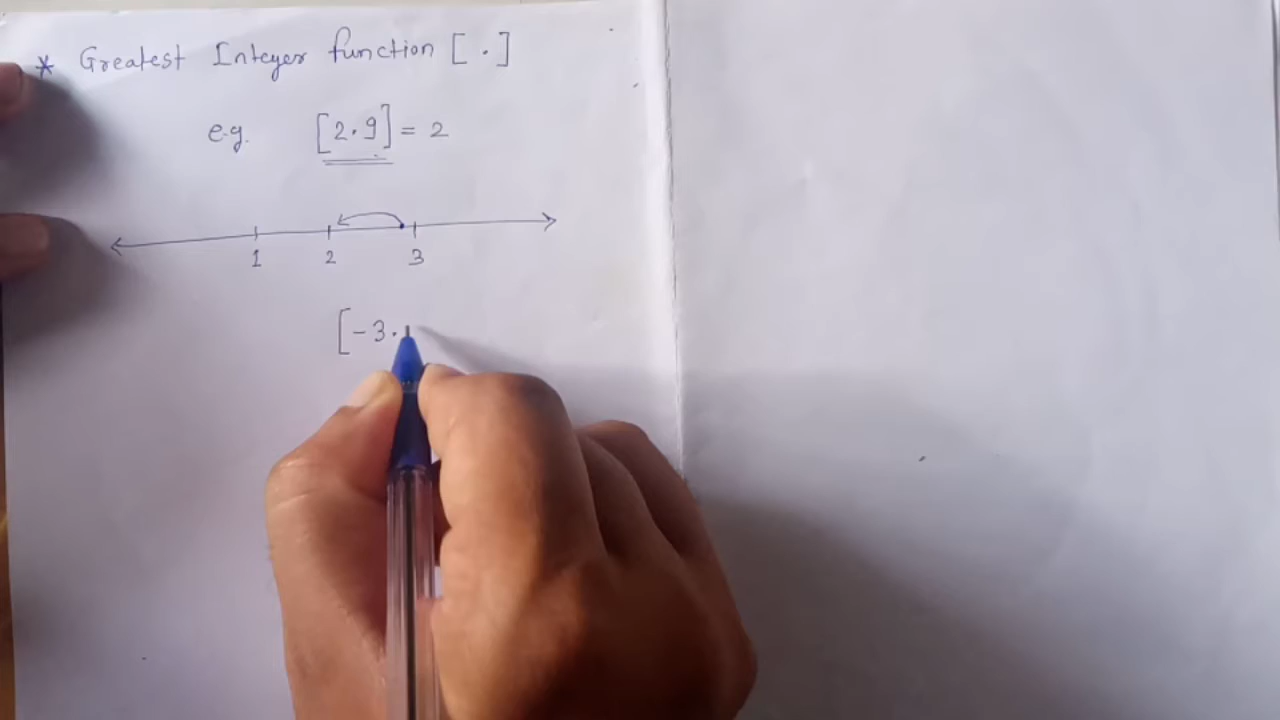 * Greatest Integer function [ . ]
e.g. [2.9] = 2
1 2 3
[-3.